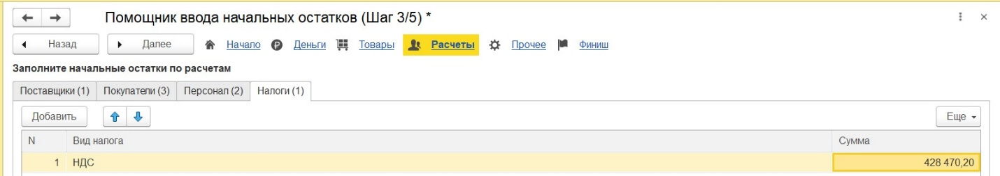 Помощник ввода начальных остатков (Шаг 3/5) *
Назад Далее Начало Деньги Товары Расчеты Прочее Финиш
Заполните начальные остатки по расчетам
Поставщики (1) Покупатели (3) Персонал (2) Налоги (1)
Добавить Еще
N Вид налога Сумма
1 НДС 428 470,20